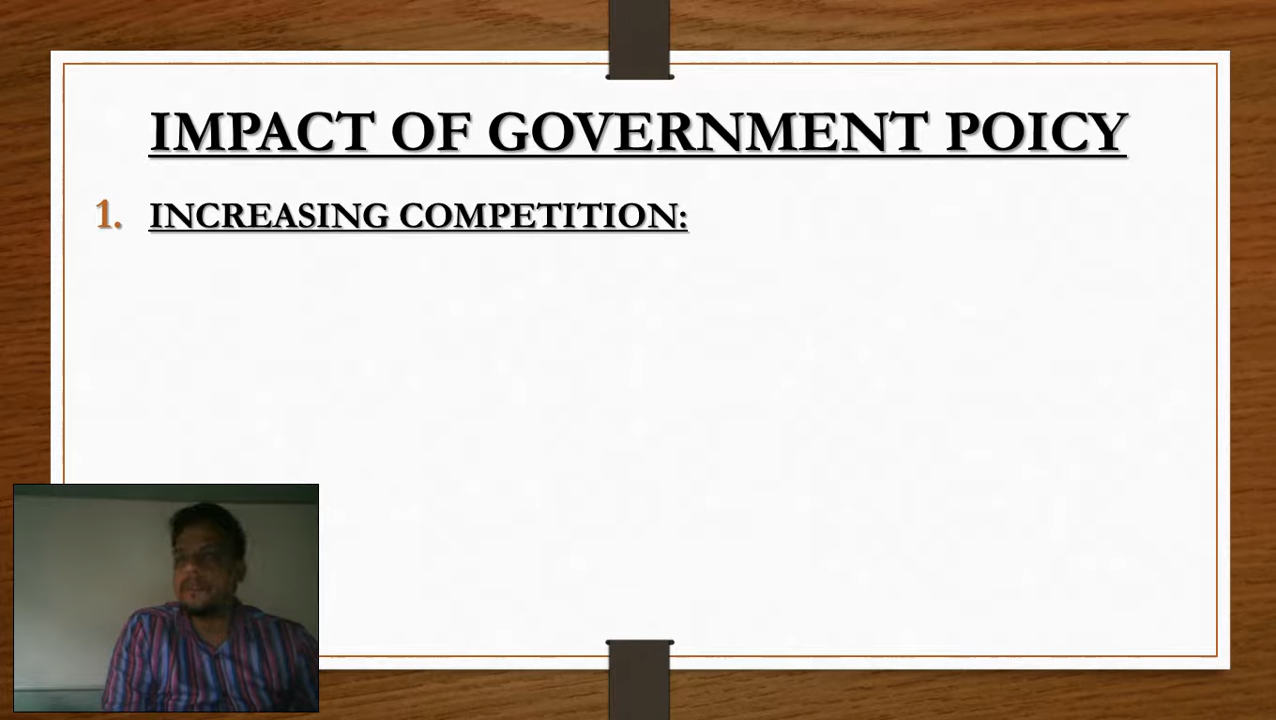 IMPACT OF GOVERNMENT POICY
1. INCREASING COMPETITION: